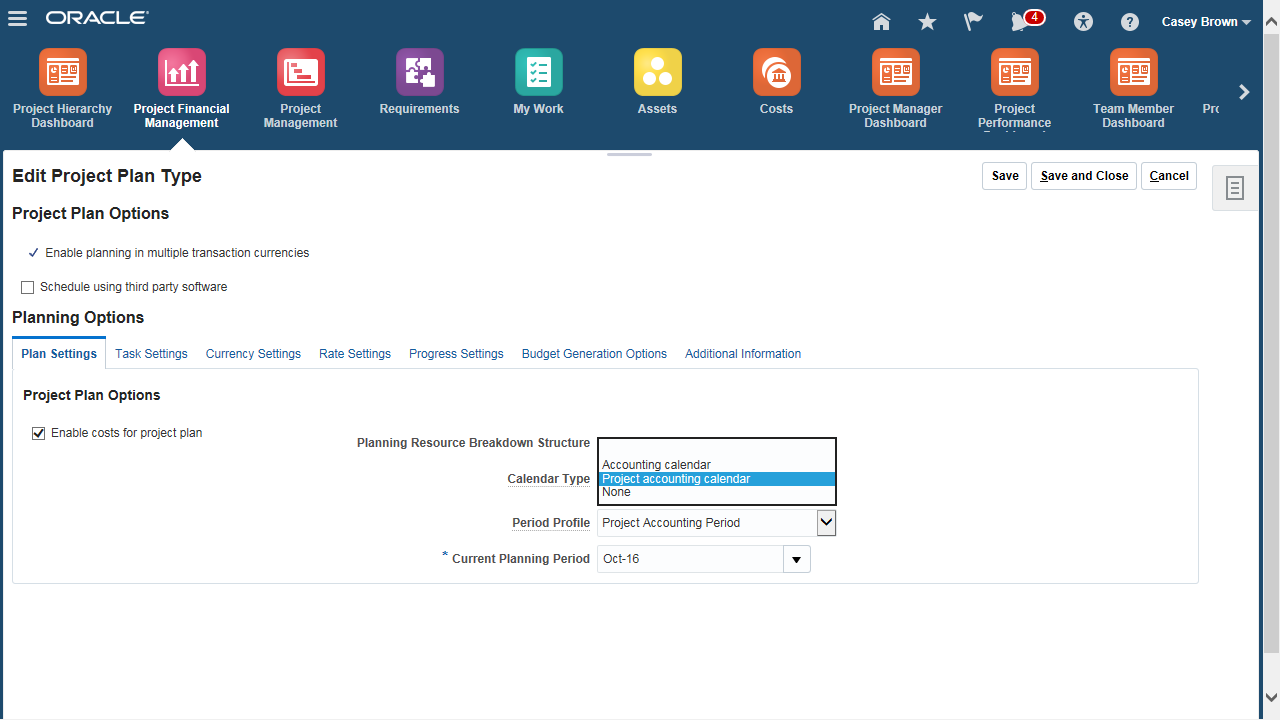 ORACLE
4
Casey Brown
Project Hierarchy
Dashboard
Project Financial
Management
Project
Management
Requirements
My Work
Assets
Costs
Project Manager
Dashboard
Project
Performance
Team Member
Dashboard
Edit Project Plan Type
Save
Save and Close
Cancel
Project Plan Options
Enable planning in multiple transaction currencies
Schedule using third party software
Planning Options
Plan Settings
Task Settings
Currency Settings
Rate Settings
Progress Settings
Budget Generation Options
Additional Information
Project Plan Options
Enable costs for project plan
Planning Resource Breakdown Structure
Calendar Type
Accounting calendar
Project accounting calendar
None
Period Profile
Project Accounting Period
* Current Planning Period
Oct-16